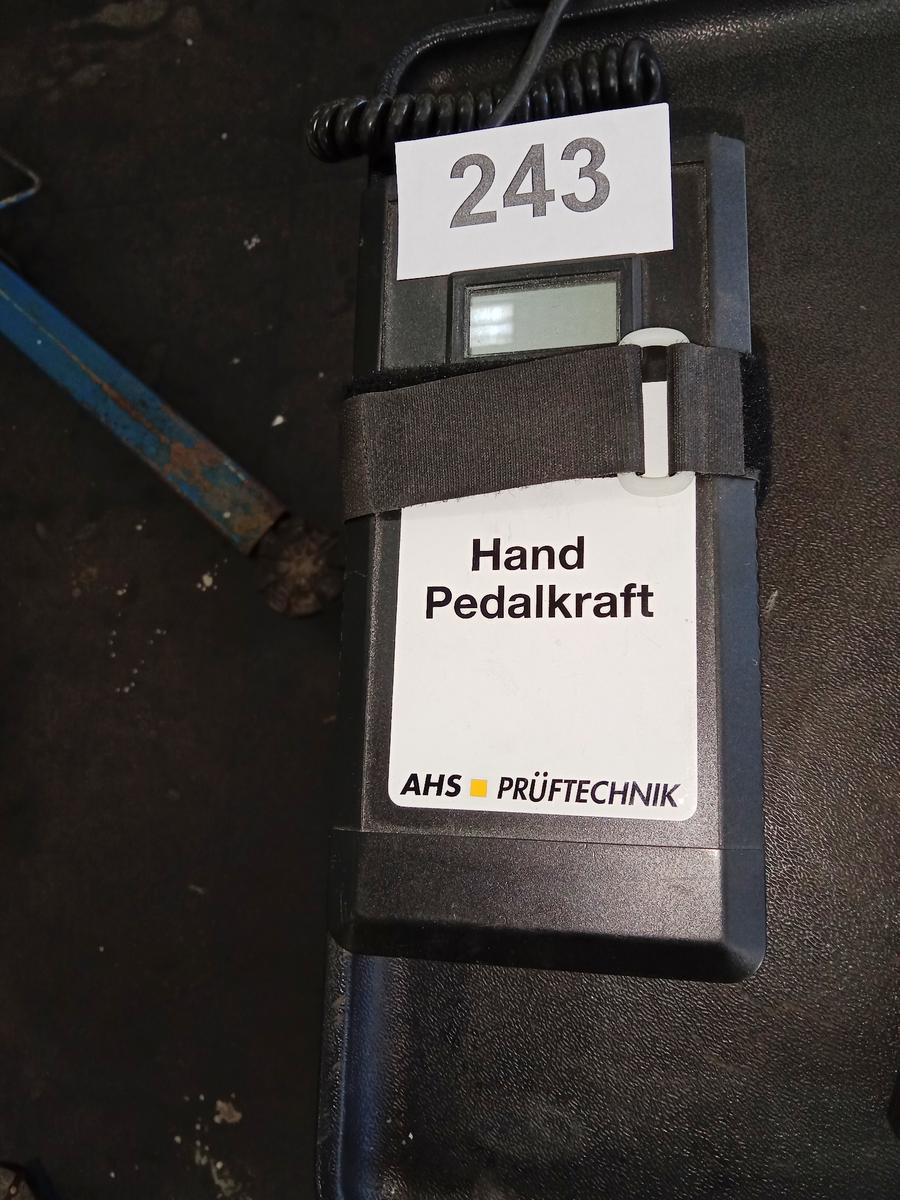 243
Hand
Pedalkraft
AHS PRÜFTECHNIK